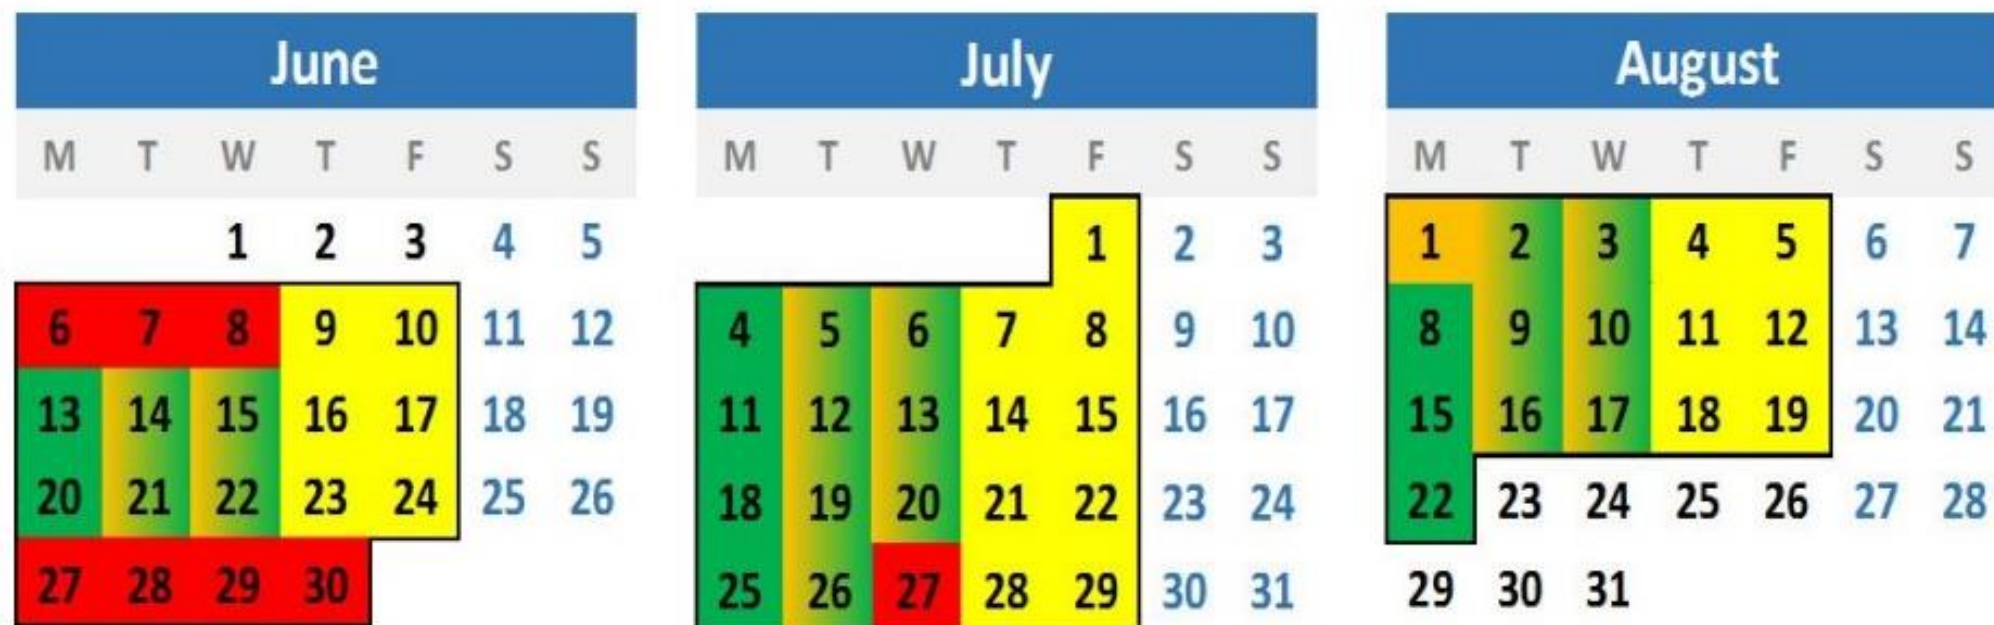 June
M T W T F S S
1 2 3 4 5
6 7 8 9 10 11 12
13 14 15 16 17 18 19
20 21 22 23 24 25 26
27 28 29 30
July
M T W T F S S
1 2 3
4 5 6 7 8 9 10
11 12 13 14 15 16 17
18 19 20 21 22 23 24
25 26 27 28 29 30 31
August
M T W T F S S
1 2 3 4 5 6 7
8 9 10 11 12 13 14
15 16 17 18 19 20 21
22 23 24 25 26 27 28
29 30 31